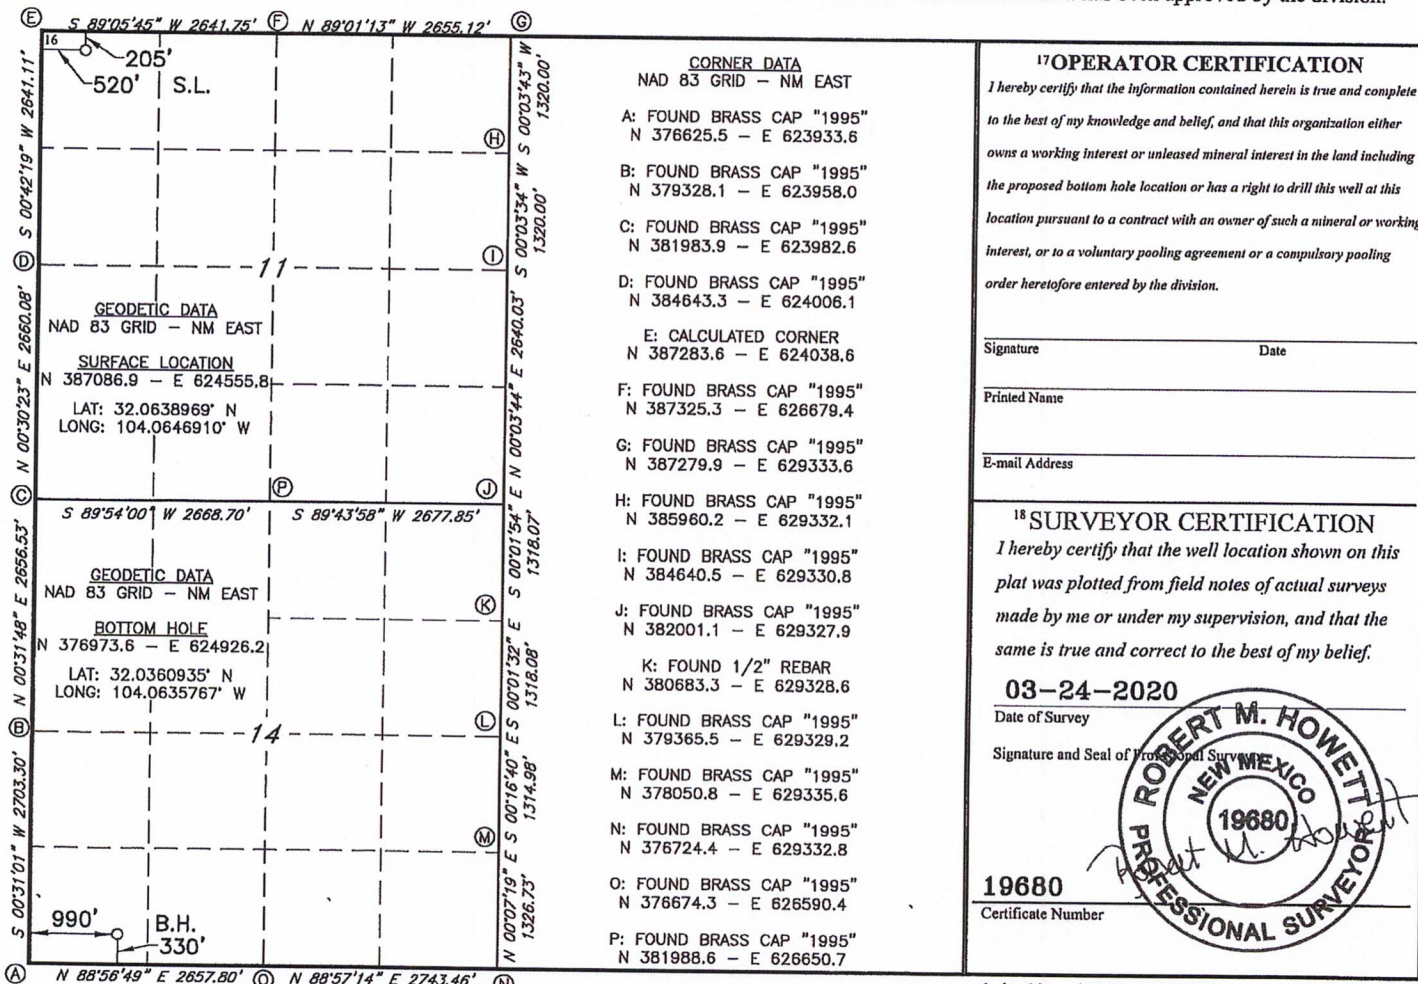 been approved by the division.
Ⓔ S 89°05'45" W 2641.75' Ⓕ N 89°01'13" W 2655.12' Ⓖ
16
205'
520' S.L.
S 00°42'19" W 2641.11'
S 00°03'43" W
1320.00'
Ⓗ
S 00°03'34" W
1320.00'
Ⓘ
Ⓓ
11
GEODETIC DATA
NAD 83 GRID – NM EAST
SURFACE LOCATION
N 387086.9 – E 624555.8
LAT: 32.0638969° N
LONG: 104.0646910° W
N 00°30'23" E 2660.08'
N 00°03'44" E 2640.03'
Ⓒ
Ⓟ
Ⓙ
S 89°54'00" W 2668.70' S 89°43'58" W 2677.85'
GEODETIC DATA
NAD 83 GRID – NM EAST
BOTTOM HOLE
N 376973.6 – E 624926.2
LAT: 32.0360935° N
LONG: 104.0635767° W
N 00°31'48" E 2656.53'
S 00°01'54" E
1318.07'
Ⓚ
S 00°01'32" E
1318.08'
Ⓛ
Ⓑ
14
S 00°31'01" W 2703.30'
S 00°16'40" E
1314.98'
Ⓜ
N 00°07'19" E
1326.73'
990' B.H.
330'
Ⓐ N 88°56'49" E 2657.80' Ⓞ N 88°57'14" E 2743.46' Ⓝ
CORNER DATA
NAD 83 GRID – NM EAST
A: FOUND BRASS CAP "1995"
N 376625.5 – E 623933.6
B: FOUND BRASS CAP "1995"
N 379328.1 – E 623958.0
C: FOUND BRASS CAP "1995"
N 381983.9 – E 623982.6
D: FOUND BRASS CAP "1995"
N 384643.3 – E 624006.1
E: CALCULATED CORNER
N 387283.6 – E 624038.6
F: FOUND BRASS CAP "1995"
N 387325.3 – E 626679.4
G: FOUND BRASS CAP "1995"
N 387279.9 – E 629333.6
H: FOUND BRASS CAP "1995"
N 385960.2 – E 629332.1
I: FOUND BRASS CAP "1995"
N 384640.5 – E 629330.8
J: FOUND BRASS CAP "1995"
N 382001.1 – E 629327.9
K: FOUND 1/2" REBAR
N 380683.3 – E 629328.6
L: FOUND BRASS CAP "1995"
N 379365.5 – E 629329.2
M: FOUND BRASS CAP "1995"
N 378050.8 – E 629335.6
N: FOUND BRASS CAP "1995"
N 376724.4 – E 629332.8
O: FOUND BRASS CAP "1995"
N 376674.3 – E 626590.4
P: FOUND BRASS CAP "1995"
N 381988.6 – E 626650.7
17 OPERATOR CERTIFICATION
I hereby certify that the information contained herein is true and complete
to the best of my knowledge and belief, and that this organization either
owns a working interest or unleased mineral interest in the land including
the proposed bottom hole location or has a right to drill this well at this
location pursuant to a contract with an owner of such a mineral or working
interest, or to a voluntary pooling agreement or a compulsory pooling
order heretofore entered by the division.
Signature Date
Printed Name
E-mail Address
18 SURVEYOR CERTIFICATION
I hereby certify that the well location shown on this
plat was plotted from field notes of actual surveys
made by me or under my supervision, and that the
same is true and correct to the best of my belief.
03-24-2020
Date of Survey
Signature and Seal of Professional Surveyor:
ROBERT M. HOWETT
NEW MEXICO
19680
PROFESSIONAL SURVEYOR
Robert M. Howett
19680
Certificate Number